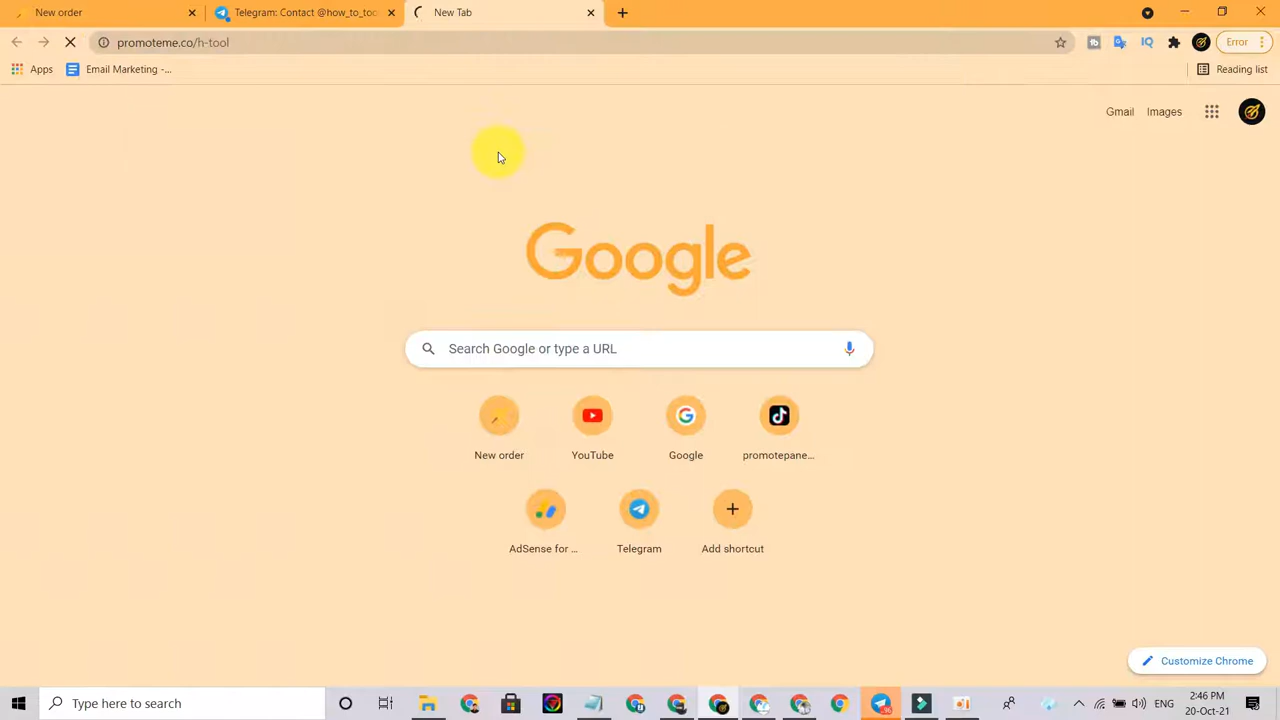 New order
Telegram: Contact @how_to_too
New Tab
promoteme.co/h-tool
Error
Apps
Email Marketing -...
Reading list
Gmail
Images
Google
Search Google or type a URL
New order
YouTube
Google
promotepane...
AdSense for ...
Telegram
Add shortcut
Customize Chrome
Type here to search
2:46 PM
20-Oct-21